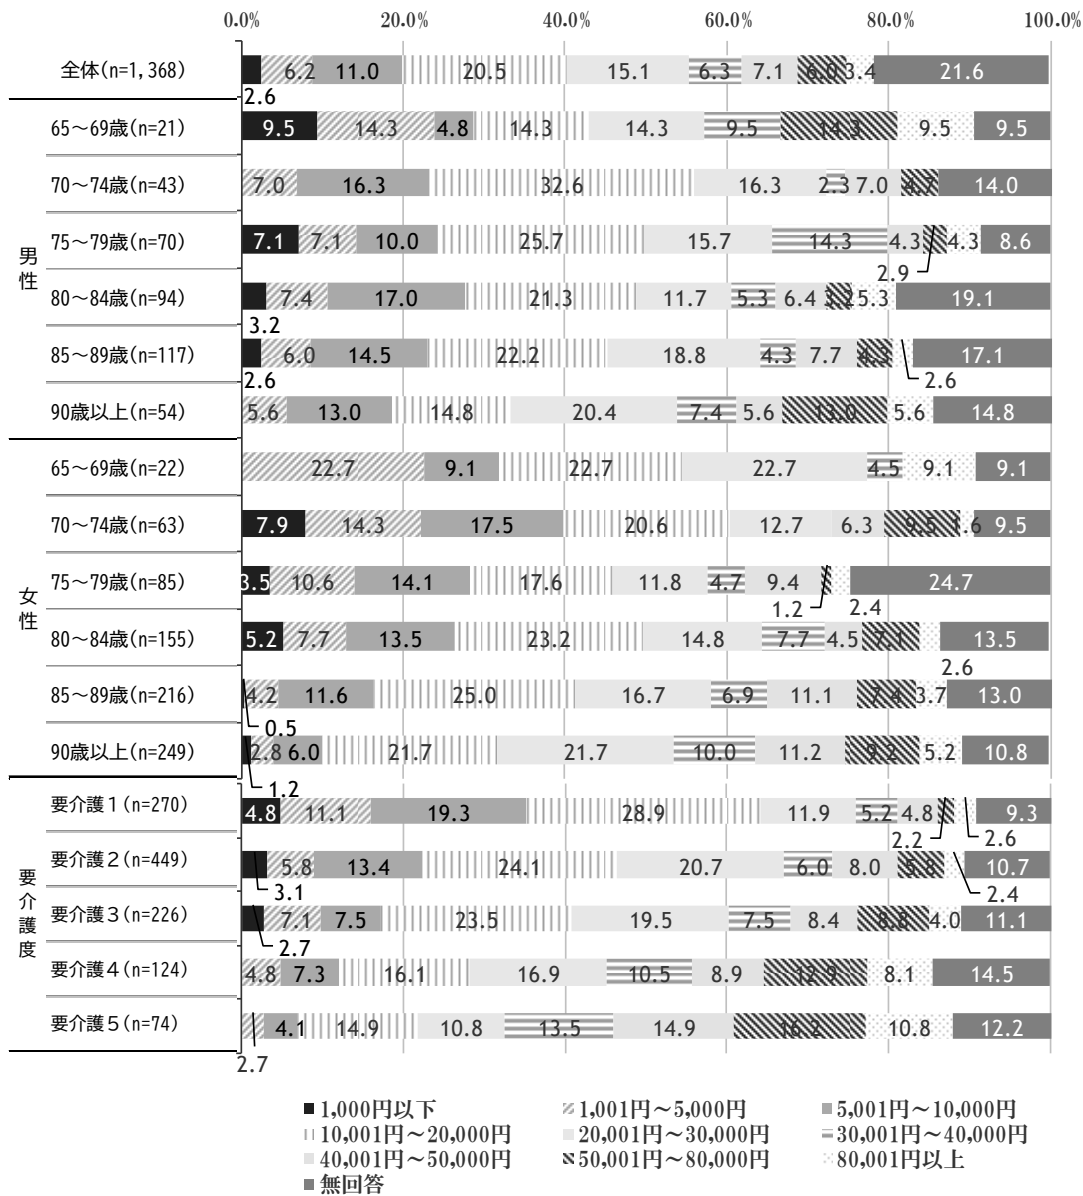 0.0% 20.0% 40.0% 60.0% 80.0% 100.0%
全体(n=1,368) 6.2 11.0 20.5 15.1 6.3 7.1 6.0 3.4 21.6
2.6
65～69歳(n=21) 9.5 14.3 4.8 14.3 14.3 9.5 14.3 9.5 9.5
70～74歳(n=43) 7.0 16.3 32.6 16.3 2.3 7.0 4.7 14.0
75～79歳(n=70) 7.1 7.1 10.0 25.7 15.7 14.3 4.3 4.3 8.6
2.9
男性
80～84歳(n=94) 7.4 17.0 21.3 11.7 5.3 6.4 3.2 5.3 19.1
3.2
85～89歳(n=117) 6.0 14.5 22.2 18.8 4.3 7.7 4.3 17.1
2.6 2.6
90歳以上(n=54) 5.6 13.0 14.8 20.4 7.4 5.6 13.0 5.6 14.8
65～69歳(n=22) 22.7 9.1 22.7 22.7 4.5 9.1 9.1
70～74歳(n=63) 7.9 14.3 17.5 20.6 12.7 6.3 9.5 1.6 9.5
75～79歳(n=85) 3.5 10.6 14.1 17.6 11.8 4.7 9.4 24.7
1.2 2.4
女性
80～84歳(n=155) 5.2 7.7 13.5 23.2 14.8 7.7 4.5 7.1 13.5
2.6
85～89歳(n=216) 4.2 11.6 25.0 16.7 6.9 11.1 7.4 3.7 13.0
0.5
90歳以上(n=249) 2.8 6.0 21.7 21.7 10.0 11.2 9.2 5.2 10.8
1.2
要介護1(n=270) 4.8 11.1 19.3 28.9 11.9 5.2 4.8 9.3
2.2 2.6
要介護2(n=449) 5.8 13.4 24.1 20.7 6.0 8.0 5.8 10.7
3.1 2.4
要介護度
要介護3(n=226) 7.1 7.5 23.5 19.5 7.5 8.4 8.8 4.0 11.1
2.7
要介護4(n=124) 4.8 7.3 16.1 16.9 10.5 8.9 12.9 8.1 14.5
要介護5(n=74) 4.1 14.9 10.8 13.5 14.9 16.2 10.8 12.2
2.7
1,000円以下 1,001円～5,000円 5,001円～10,000円
10,001円～20,000円 20,001円～30,000円 30,001円～40,000円
40,001円～50,000円 50,001円～80,000円 80,001円以上
無回答